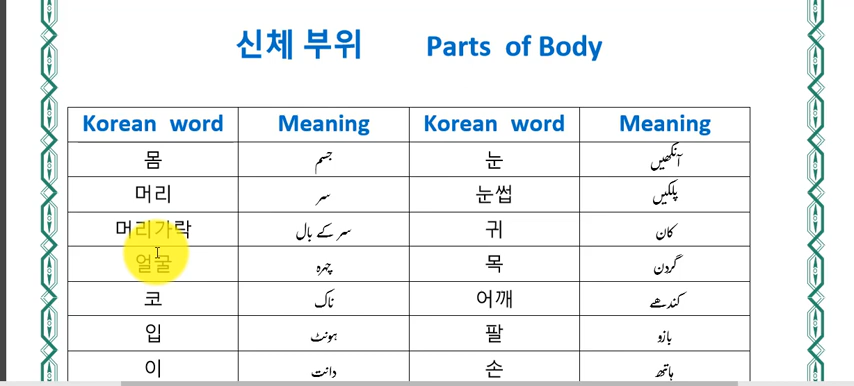 신체 부위 Parts of Body
Korean word Meaning Korean word Meaning
몸 جسم 눈 آنکھیں
머리 سر 눈썹 پلکیں
머리가락 سر کے بال 귀 کان
얼굴 چہرہ 목 گردن
코 ناک 어깨 کندھے
입 ہونٹ 팔 بازو
이 دانت 손 ہاتھ